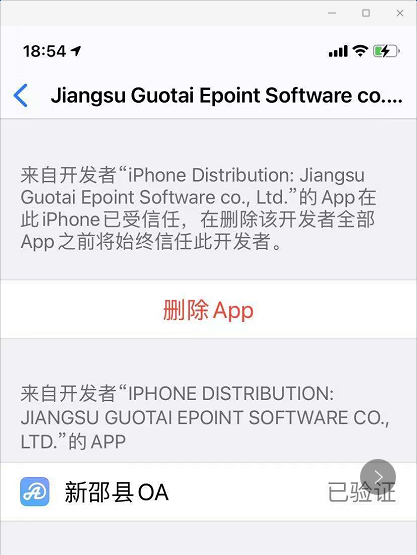 18:54
Jiangsu Guotai Epoint Software co....
来自开发者“iPhone Distribution: Jiangsu
Guotai Epoint Software co., Ltd.”的 App 在
此 iPhone 已受信任，在删除该开发者全部
App 之前将始终信任此开发者。
删除 App
来自开发者“IPHONE DISTRIBUTION:
JIANGSU GUOTAI EPOINT SOFTWARE CO.,
LTD.”的 APP
新邵县OA
已验证